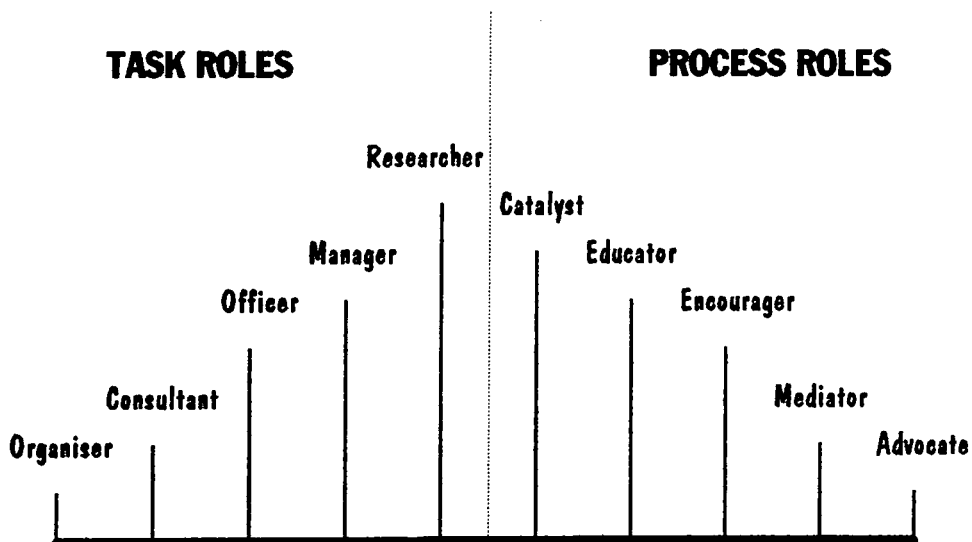 TASK ROLES
PROCESS ROLES
Researcher
Catalyst
Manager
Educator
Officer
Encourager
Consultant
Mediator
Organiser
Advocate